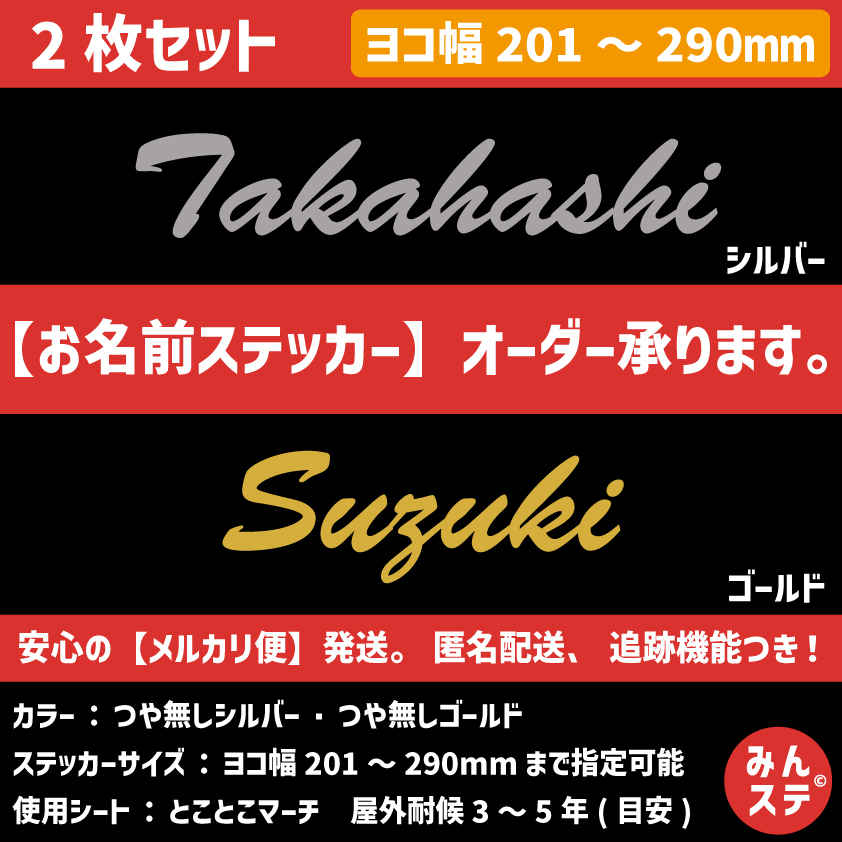 2枚セット
ヨコ幅 201 ～ 290mm
Takahashi
シルバー
【お名前ステッカー】 オーダー承ります。
Suzuki
ゴールド
安心の【メルカリ便】発送。 匿名配送、 追跡機能つき！
カラー ： つや無しシルバー ・ つや無しゴールド
ステッカーサイズ ： ヨコ幅 201 ～ 290mm まで指定可能
使用シート ： とことこマーチ　屋外耐候 3 ～ 5 年 ( 目安 )
みん
ステ©